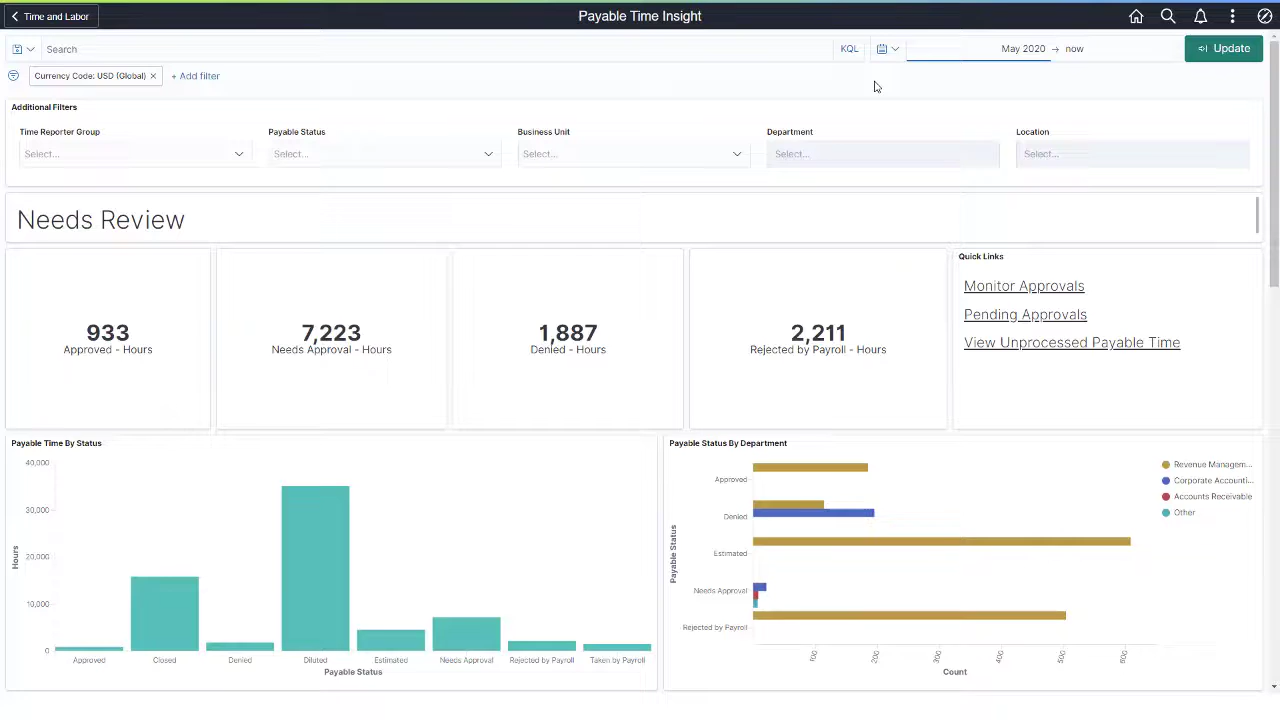 Time and Labor
Payable Time Insight
Search
KQL
May 2020 → now
Update
Currency Code: USD (Global) ×
+ Add filter
Additional Filters
Time Reporter Group
Payable Status
Business Unit
Department
Location
Select...
Select...
Select...
Select...
Select...
Needs Review
933
Approved - Hours
7,223
Needs Approval - Hours
1,887
Denied - Hours
2,211
Rejected by Payroll - Hours
Quick Links
Monitor Approvals
Pending Approvals
View Unprocessed Payable Time
Payable Time By Status
40,000
30,000
20,000
10,000
0
Hours
Approved
Closed
Denied
Diluted
Estimated
Needs Approval
Rejected by Payroll
Taken by Payroll
Payable Status
Payable Status By Department
Payable Status
Approved
Denied
Estimated
Needs Approval
Rejected by Payroll
100
200
300
400
500
600
Count
Revenue Managem...
Corporate Accounti...
Accounts Receivable
Other